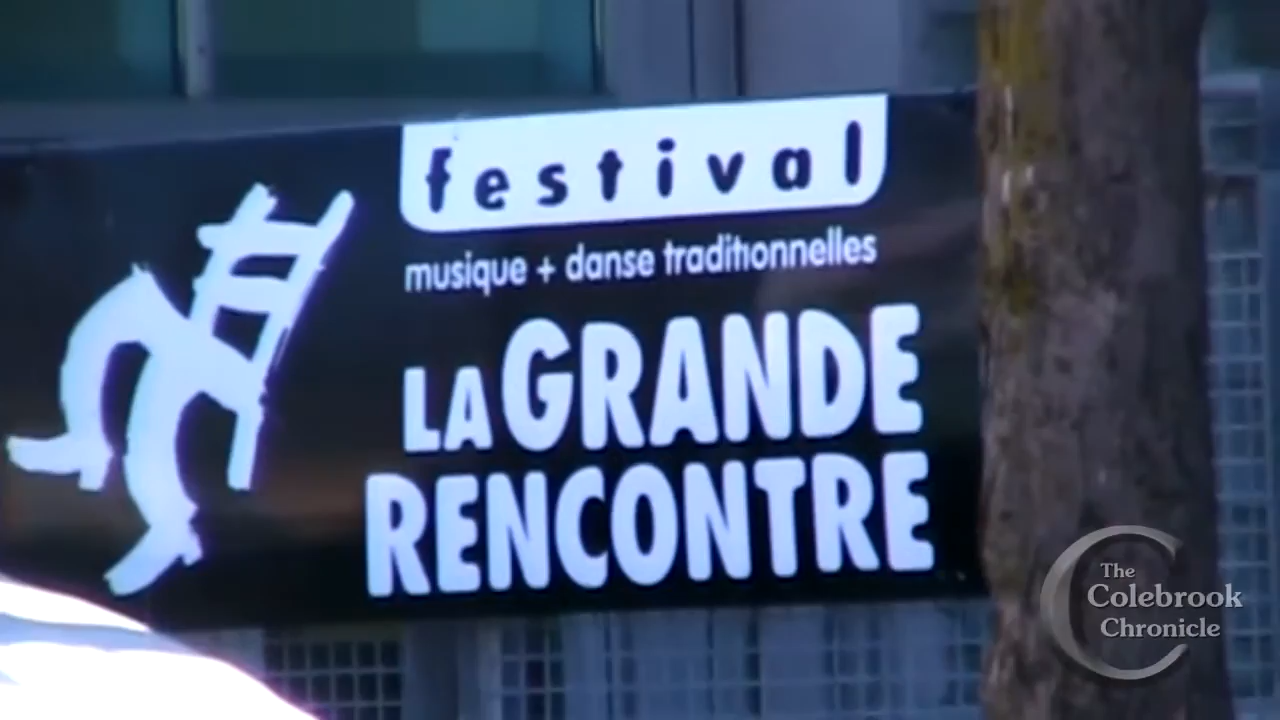 festival
musique + danse traditionnelles
LA GRANDE
RENCONTRE
The
Colebrook
Chronicle